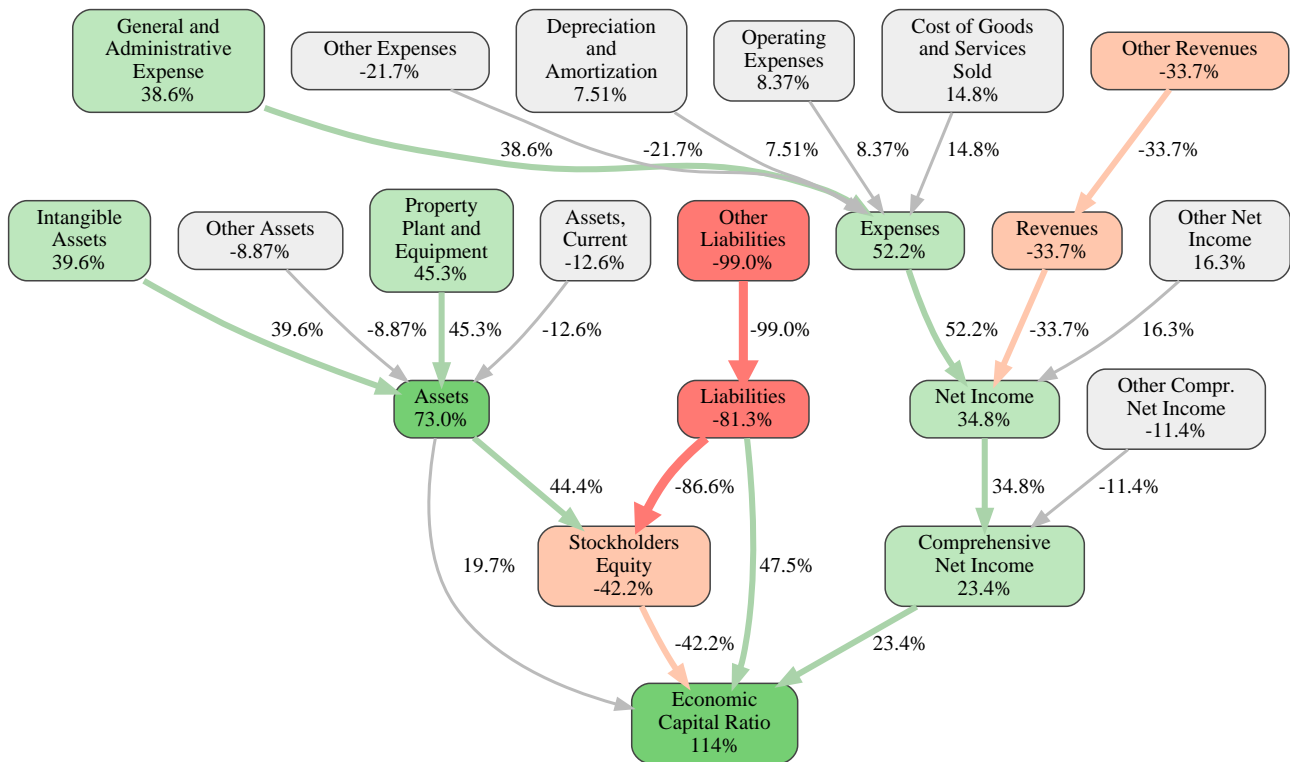 General and
Administrative
Expense
38.6%
Other Expenses
-21.7%
Depreciation
and
Amortization
7.51%
Operating
Expenses
8.37%
Cost of Goods
and Services
Sold
14.8%
Other Revenues
-33.7%
38.6%
-21.7%
7.51%
8.37%
14.8%
-33.7%
Intangible
Assets
39.6%
Other Assets
-8.87%
Property
Plant and
Equipment
45.3%
Assets,
Current
-12.6%
Other
Liabilities
-99.0%
Expenses
52.2%
Revenues
-33.7%
Other Net
Income
16.3%
39.6%
-8.87%
45.3%
-12.6%
-99.0%
52.2%
-33.7%
16.3%
Assets
73.0%
Liabilities
-81.3%
Net Income
34.8%
Other Compr.
Net Income
-11.4%
44.4%
-86.6%
34.8%
-11.4%
19.7%
Stockholders
Equity
-42.2%
47.5%
Comprehensive
Net Income
23.4%
-42.2%
23.4%
Economic
Capital Ratio
114%